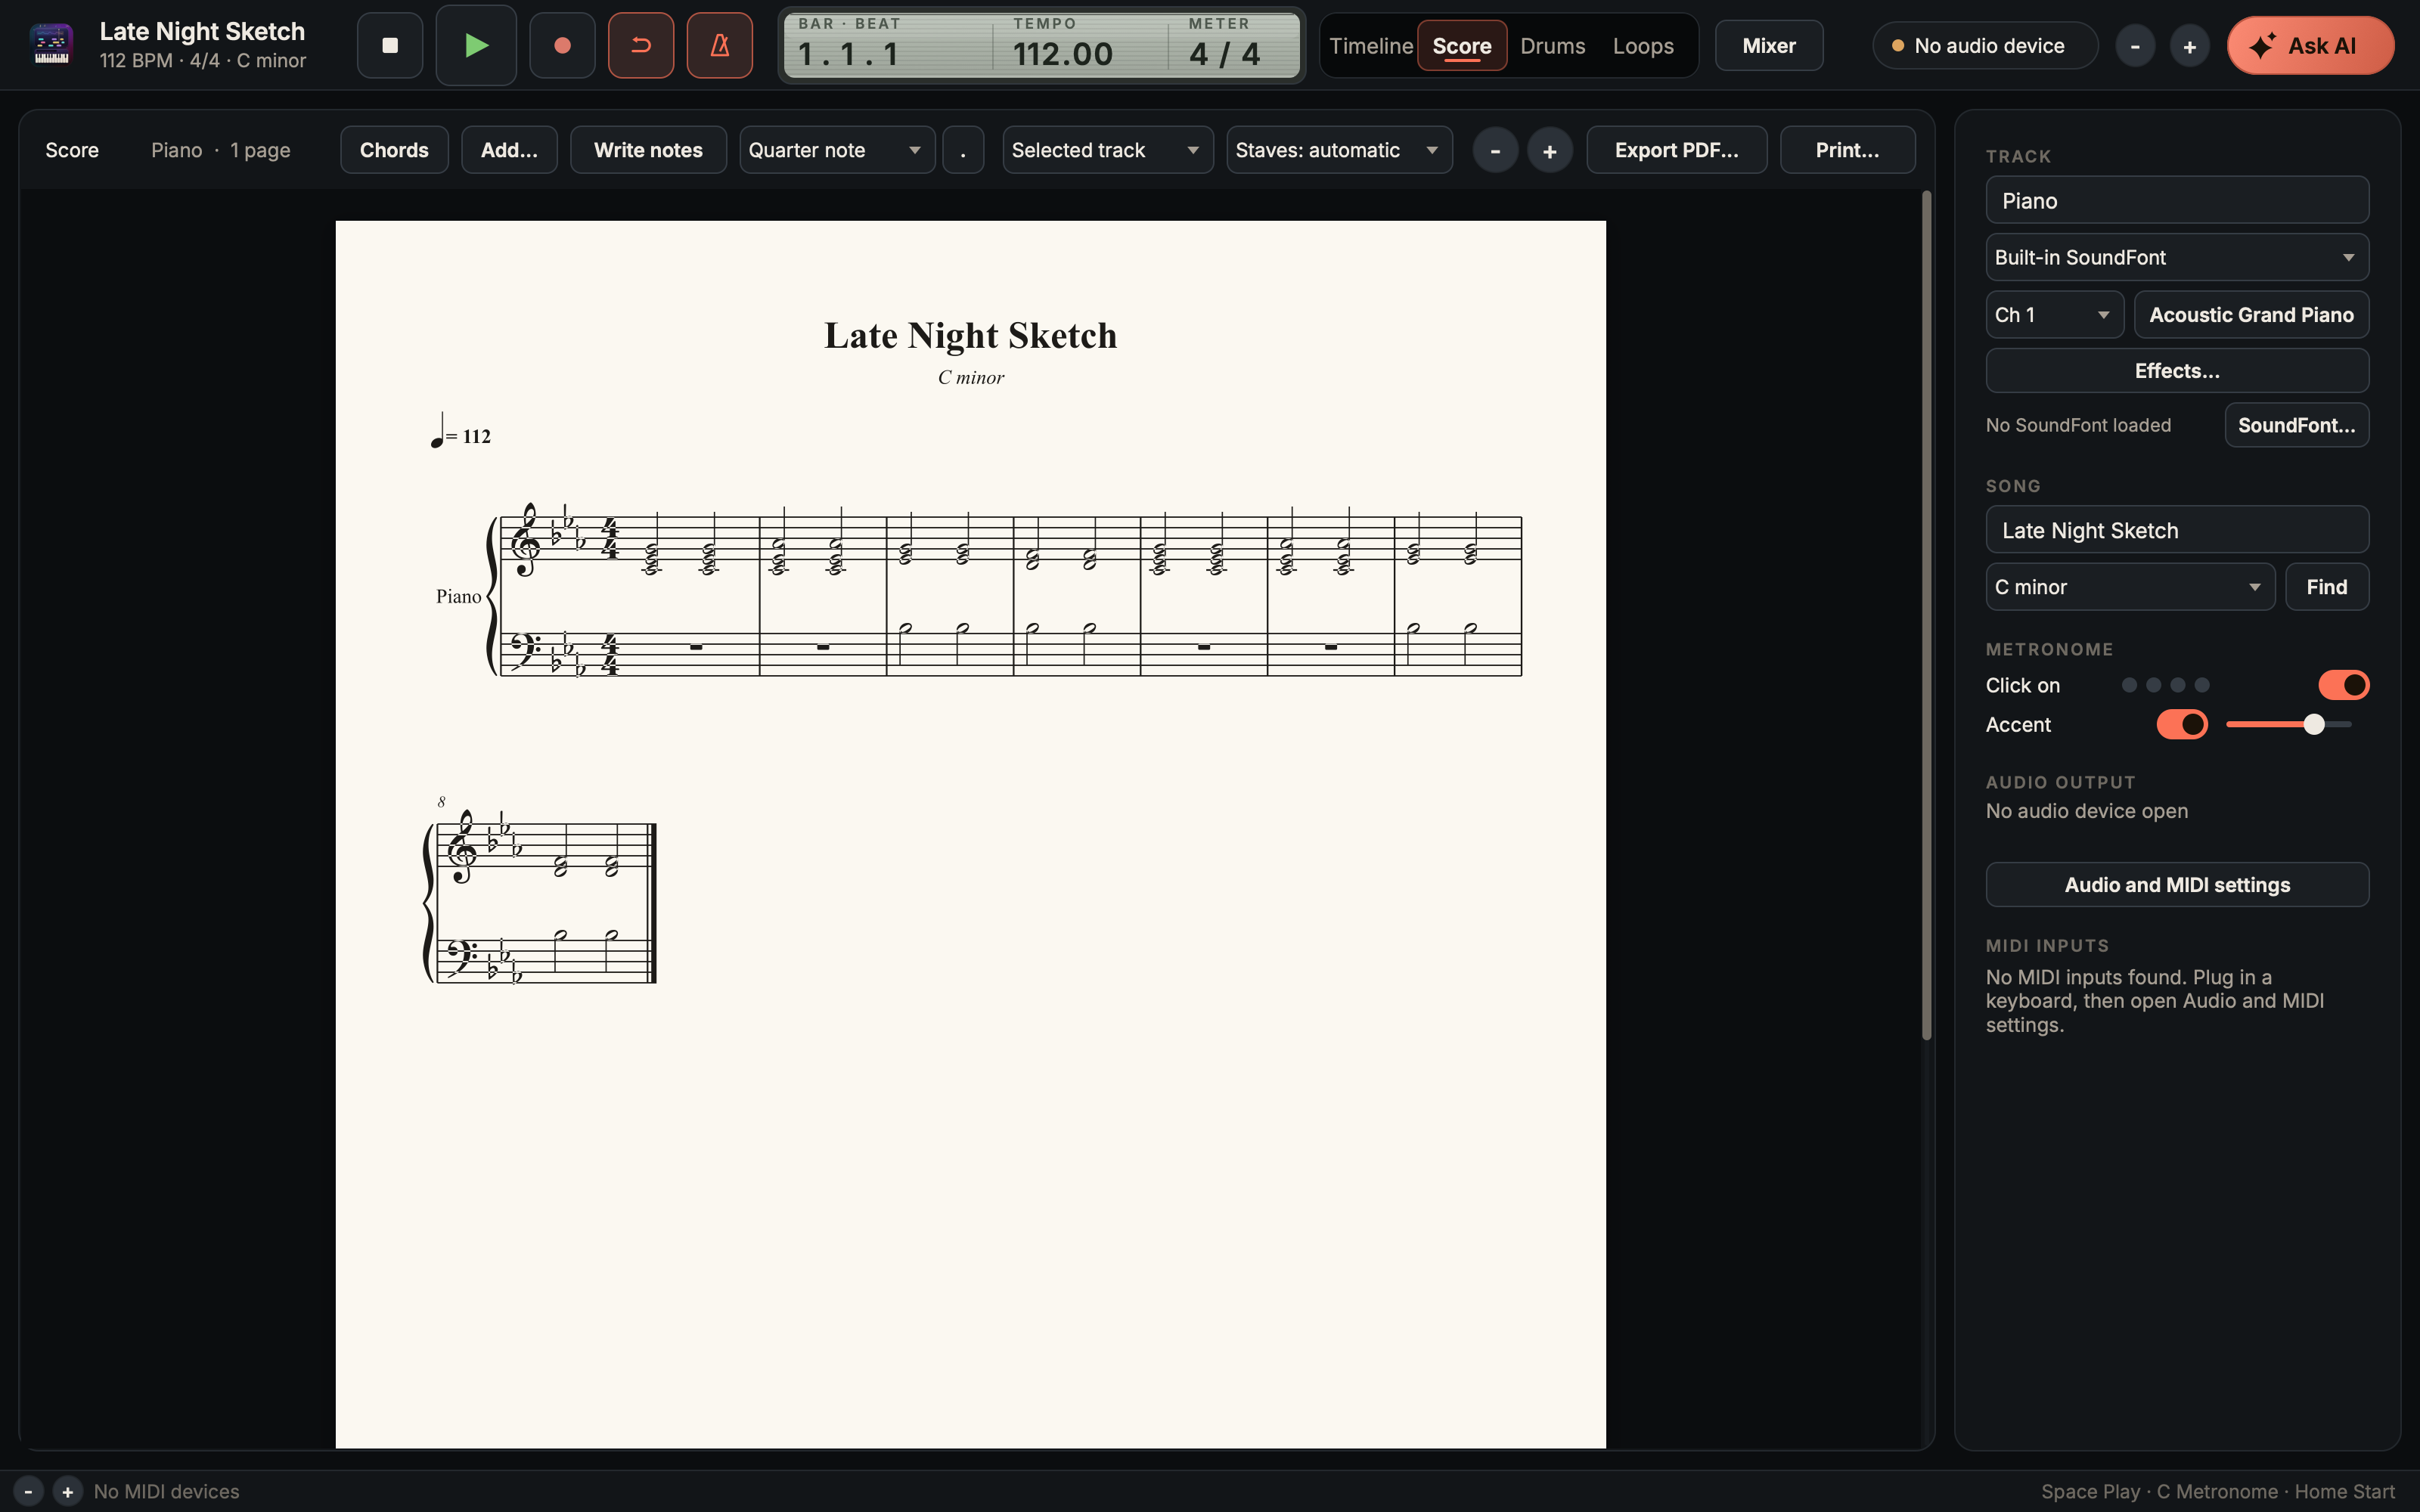 Late Night Sketch
112 BPM · 4/4 · C minor
BAR · BEAT
1 . 1 . 1
TEMPO
112.00
METER
4 / 4
Timeline
Score
Drums
Loops
Mixer
No audio device
-
+
Ask AI
Score
Piano · 1 page
Chords
Add...
Write notes
Quarter note
.
Selected track
Staves: automatic
-
+
Export PDF...
Print...
Late Night Sketch
C minor
= 112
4
4
Piano
4
4
8
TRACK
Piano
Built-in SoundFont
Ch 1
Acoustic Grand Piano
Effects...
No SoundFont loaded
SoundFont...
SONG
Late Night Sketch
C minor
Find
METRONOME
Click on
Accent
AUDIO OUTPUT
No audio device open
Audio and MIDI settings
MIDI INPUTS
No MIDI inputs found. Plug in a
keyboard, then open Audio and MIDI
settings.
-
+
No MIDI devices
Space Play · C Metronome · Home Start